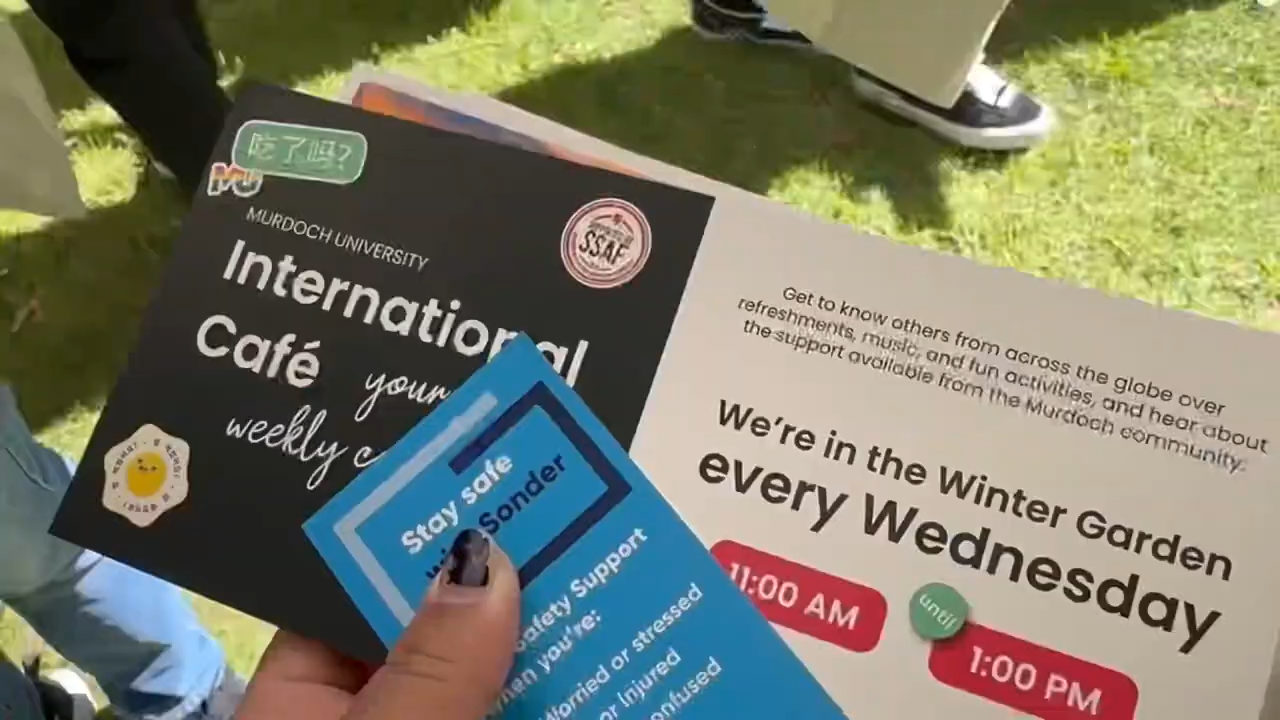 吃了吗?
MU
MURDOCH UNIVERSITY
International
Café
your
weekly
SSAF
Get to know others from across the globe over
refreshments, music, and fun activities, and hear about
the support available from the Murdoch community.
We're in the Winter Garden
every Wednesday
11:00 AM
until
1:00 PM
Stay safe
Sonder
Safety Support
when you're:
Worried or stressed
or Injured